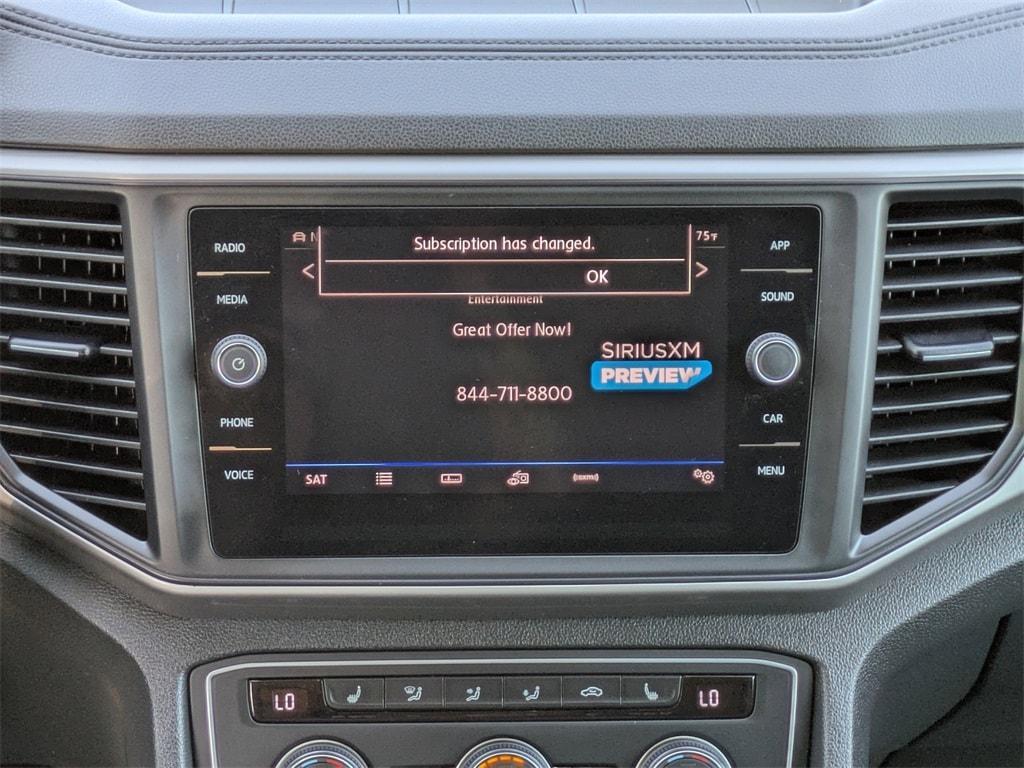 RADIO
MEDIA
PHONE
VOICE
N
75°F
Subscription has changed.
<
>
OK
Entertainment
Great Offer Now!
SIRIUSXM
PREVIEW
844-711-8800
SAT
((SXM))
APP
SOUND
CAR
MENU
LO
LO